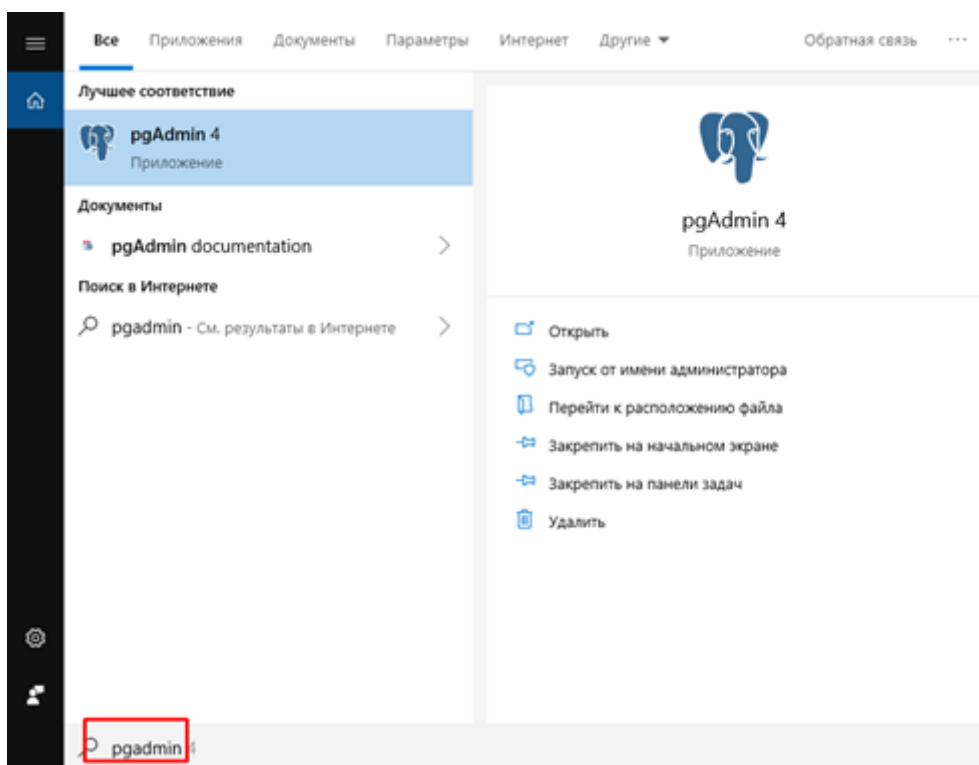 Все Приложения Документы Параметры Интернет Другие Обратная связь ...
Лучшее соответствие
pgAdmin 4
Приложение
Документы
pgAdmin documentation
Поиск в Интернете
pgadmin - См. результаты в Интернете
pgAdmin 4
Приложение
Открыть
Запуск от имени администратора
Перейти к расположению файла
Закрепить на начальном экране
Закрепить на панели задач
Удалить
pgadmin 4